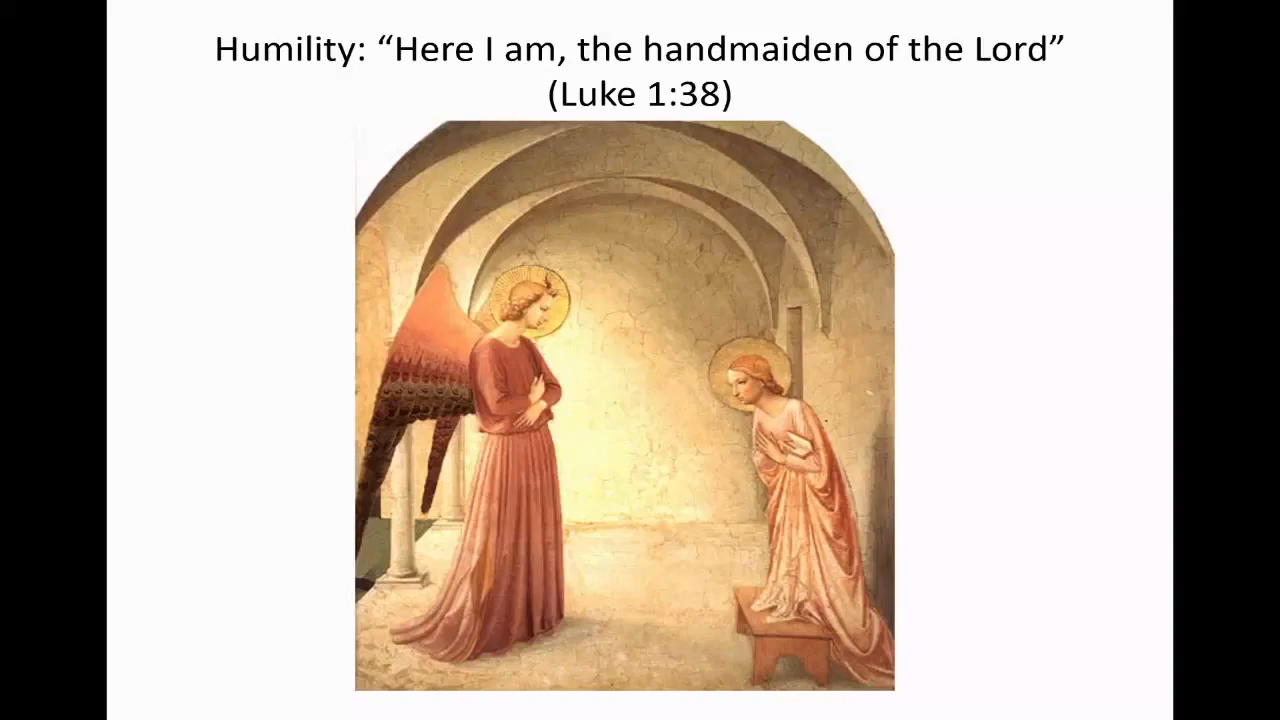 Humility: “Here I am, the handmaiden of the Lord”
(Luke 1:38)